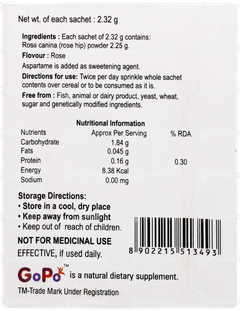 Net wt. of each sachet : 2.32 g
Ingredients : Each sachet of 2.32 g contains:
Rose canina (rose hip) powder 2.25 g.
Flavour : Rose
Aspartame is added as sweetening agent.
Directions for use: Twice per day sprinkle whole sachet
contents over cereal or to be consumed as it is.
Free from : Fish, animal or dairy product, yeast, wheat,
sugar and genetically modified ingredients.
Nutritional Information
Nutrients Approx Per Serving % RDA
Carbohydrate 1.84 g
Fats 0.045 g
Protein 0.16 g 0.30
Energy 8.38 Kcal
Sodium 0.00 mg
Storage Directions:
• Store in a cool, dry place
• Keep away from sunlight
• Keep out of reach of children.
NOT FOR MEDICINAL USE
EFFECTIVE, if used daily.
8 902215 513493
GoPo™ is a natural dietary supplement.
TM-Trade Mark Under Registration